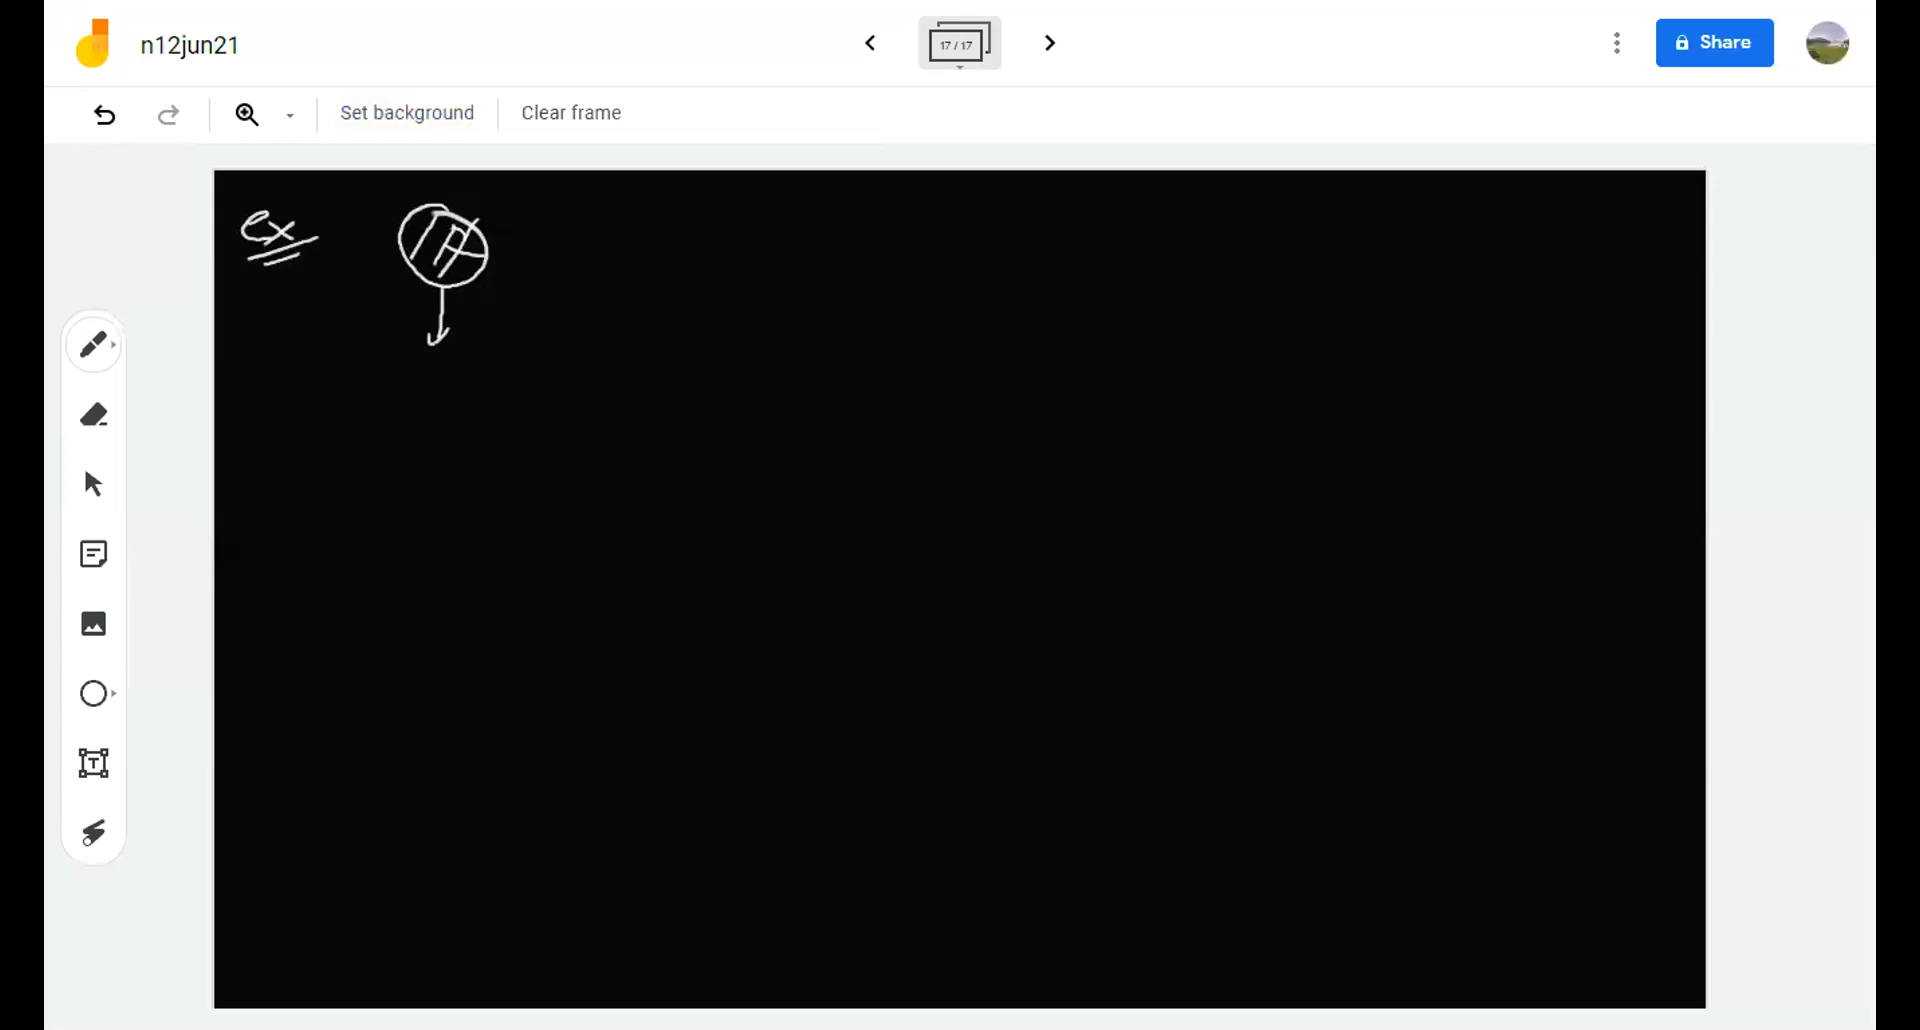 n12jun21
17 / 17
Share
Set background
Clear frame
ex